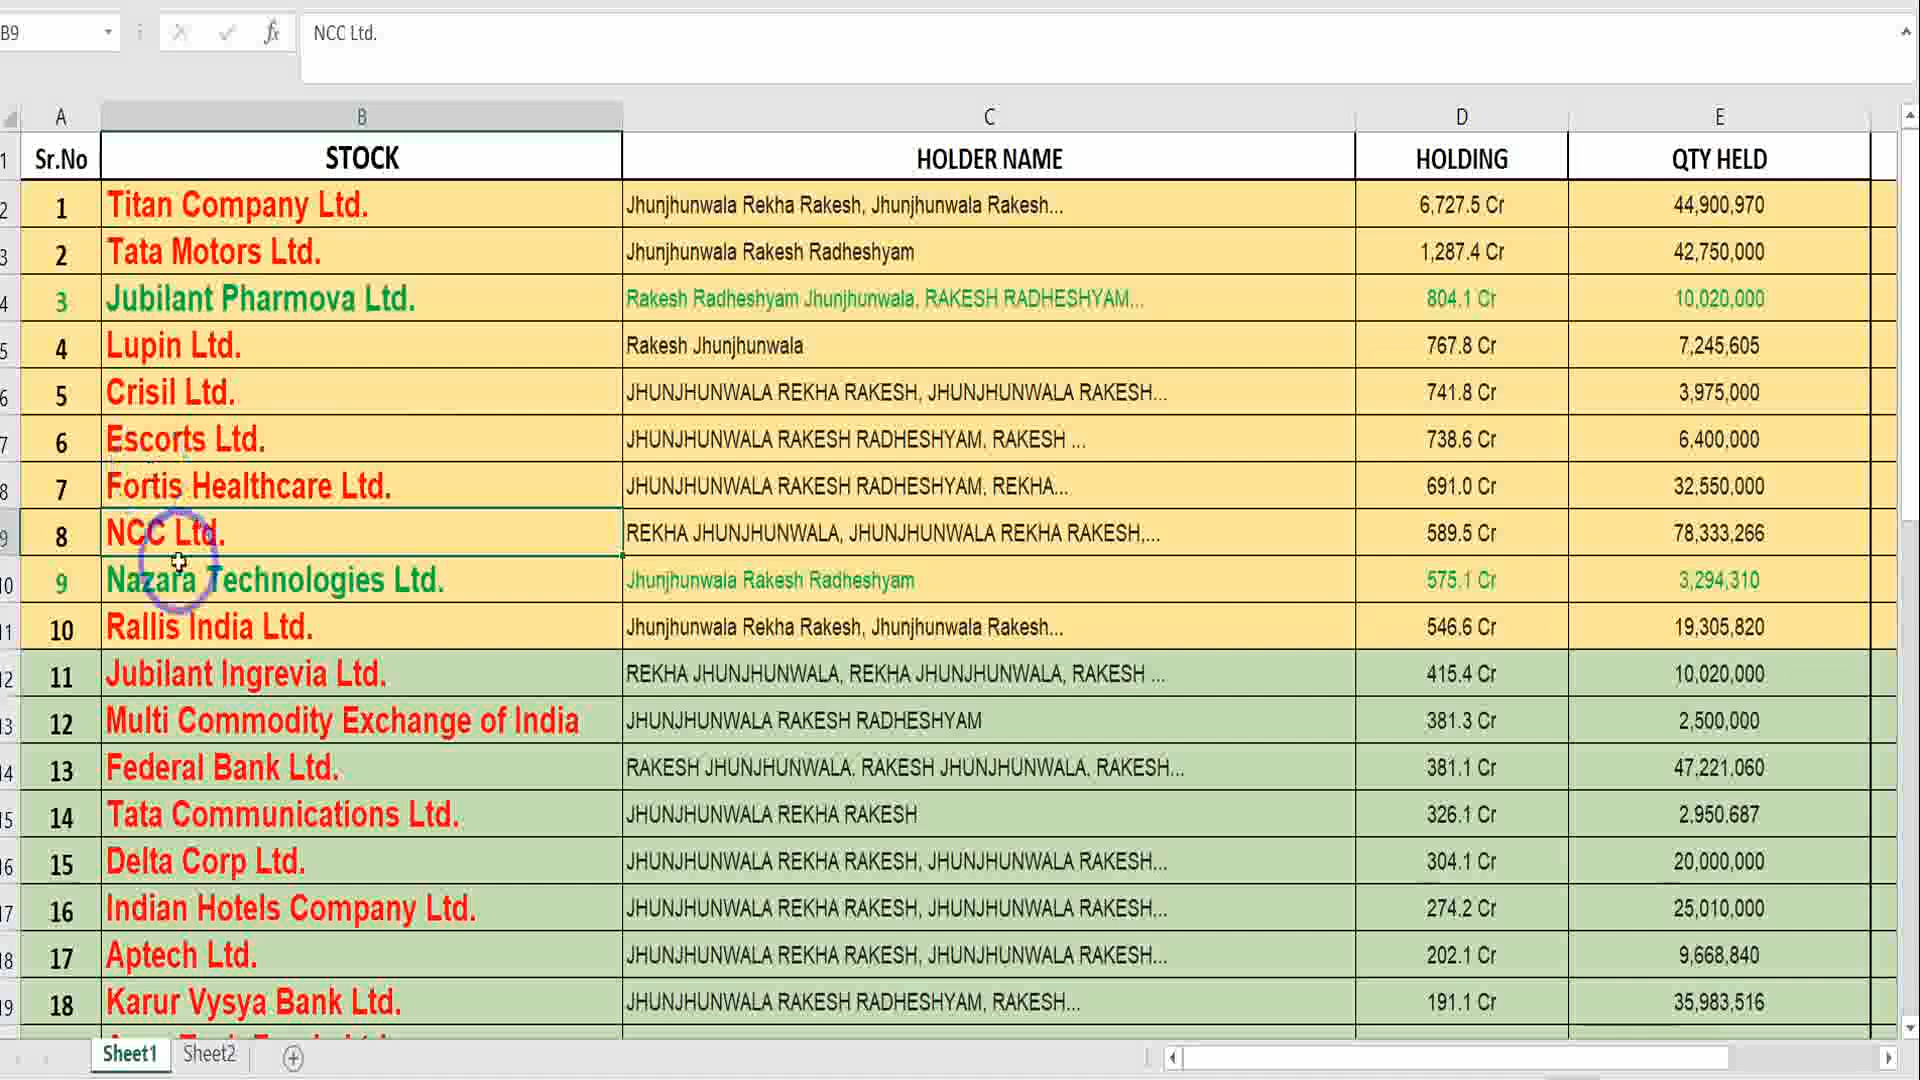 B9 fx NCC Ltd.
A B C D E
1 Sr.No STOCK HOLDER NAME HOLDING QTY HELD
2 1 Titan Company Ltd. Jhunjhunwala Rekha Rakesh, Jhunjhunwala Rakesh... 6,727.5 Cr 44,900,970
3 2 Tata Motors Ltd. Jhunjhunwala Rakesh Radheshyam 1,287.4 Cr 42,750,000
4 3 Jubilant Pharmova Ltd. Rakesh Radheshyam Jhunjhunwala, RAKESH RADHESHYAM... 804.1 Cr 10,020,000
5 4 Lupin Ltd. Rakesh Jhunjhunwala 767.8 Cr 7,245,605
6 5 Crisil Ltd. JHUNJHUNWALA REKHA RAKESH, JHUNJHUNWALA RAKESH... 741.8 Cr 3,975,000
7 6 Escorts Ltd. JHUNJHUNWALA RAKESH RADHESHYAM, RAKESH ... 738.6 Cr 6,400,000
8 7 Fortis Healthcare Ltd. JHUNJHUNWALA RAKESH RADHESHYAM, REKHA... 691.0 Cr 32,550,000
9 8 NCC Ltd. REKHA JHUNJHUNWALA, JHUNJHUNWALA REKHA RAKESH,... 589.5 Cr 78,333,266
10 9 Nazara Technologies Ltd. Jhunjhunwala Rakesh Radheshyam 575.1 Cr 3,294,310
11 10 Rallis India Ltd. Jhunjhunwala Rekha Rakesh, Jhunjhunwala Rakesh... 546.6 Cr 19,305,820
12 11 Jubilant Ingrevia Ltd. REKHA JHUNJHUNWALA, REKHA JHUNJHUNWALA, RAKESH ... 415.4 Cr 10,020,000
13 12 Multi Commodity Exchange of India JHUNJHUNWALA RAKESH RADHESHYAM 381.3 Cr 2,500,000
14 13 Federal Bank Ltd. RAKESH JHUNJHUNWALA, RAKESH JHUNJHUNWALA, RAKESH... 381.1 Cr 47,221,060
15 14 Tata Communications Ltd. JHUNJHUNWALA REKHA RAKESH 326.1 Cr 2,950,687
16 15 Delta Corp Ltd. JHUNJHUNWALA REKHA RAKESH, JHUNJHUNWALA RAKESH... 304.1 Cr 20,000,000
17 16 Indian Hotels Company Ltd. JHUNJHUNWALA REKHA RAKESH, JHUNJHUNWALA RAKESH... 274.2 Cr 25,010,000
18 17 Aptech Ltd. JHUNJHUNWALA REKHA RAKESH, JHUNJHUNWALA RAKESH... 202.1 Cr 9,668,840
19 18 Karur Vysya Bank Ltd. JHUNJHUNWALA RAKESH RADHESHYAM, RAKESH... 191.1 Cr 35,983,516
Sheet1 Sheet2